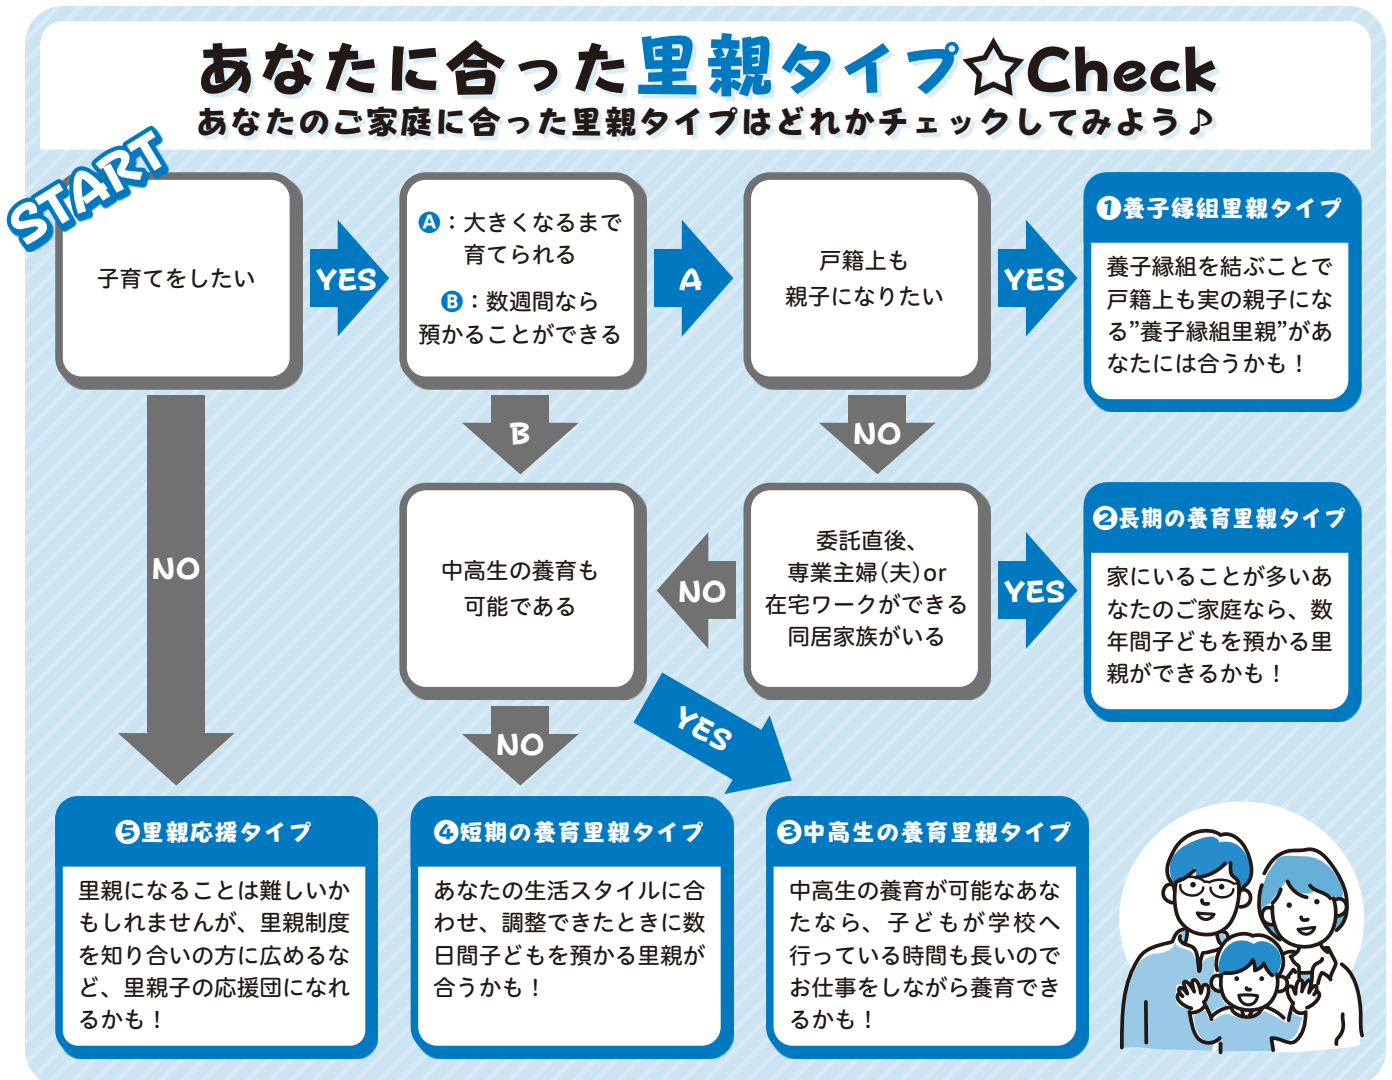 あなたに合った里親タイプ☆Check
あなたのご家庭に合った里親タイプはどれかチェックしてみよう♪
START
子育てをしたい
YES
A：大きくなるまで
育てられる
B：数週間なら
預かることができる
A
戸籍上も
親子になりたい
YES
❶養子縁組里親タイプ
養子縁組を結ぶことで
戸籍上も実の親子にな
る”養子縁組里親”があ
なたには合うかも！
B
NO
NO
中高生の養育も
可能である
NO
委託直後、
専業主婦(夫)or
在宅ワークができる
同居家族がいる
YES
❷長期の養育里親タイプ
家にいることが多いあ
なたのご家庭なら、数
年間子どもを預かる里
親ができるかも！
NO
YES
❺里親応援タイプ
里親になることは難しいか
もしれませんが、里親制度
を知り合いの方に広めるな
ど、里親子の応援団になれ
るかも！
❹短期の養育里親タイプ
あなたの生活スタイルに合
わせ、調整できたときに数
日間子どもを預かる里親が
合うかも！
❸中高生の養育里親タイプ
中高生の養育が可能なあな
たなら、子どもが学校へ
行っている時間も長いので
お仕事をしながら養育でき
るかも！